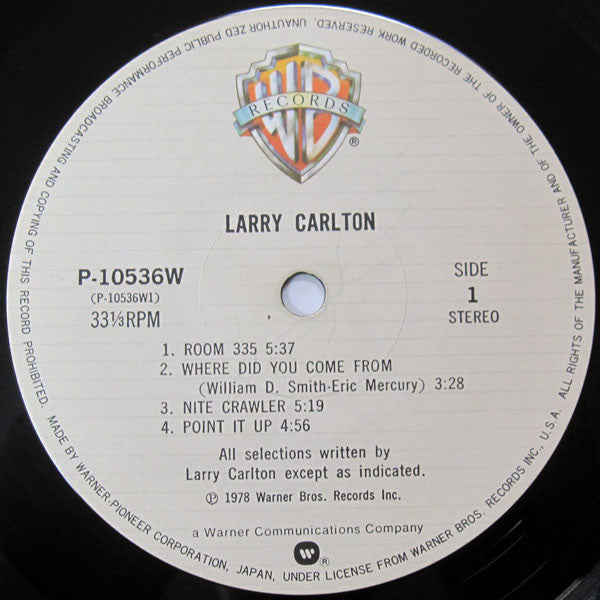 WB
RECORDS
®
LARRY CARLTON
P-10536W
(P-10536W1)
33⅓RPM
SIDE
1
STEREO
1. ROOM 335 5:37
2. WHERE DID YOU COME FROM
(William D. Smith-Eric Mercury) 3:28
3. NITE CRAWLER 5:19
4. POINT IT UP 4:56
All selections written by
Larry Carlton except as indicated.
℗ 1978 Warner Bros. Records Inc.
a Warner Communications Company
®
MADE BY WARNER-PIONEER CORPORATION, JAPAN, UNDER LICENSE FROM WARNER BROS. RECORDS INC., U.S.A. ALL RIGHTS OF THE MANUFACTURER AND OF THE OWNER OF THE RECORDED WORK RESERVED. UNAUTHORIZED PUBLIC PERFORMANCE BROADCASTING AND COPYING OF THIS RECORD PROHIBITED.